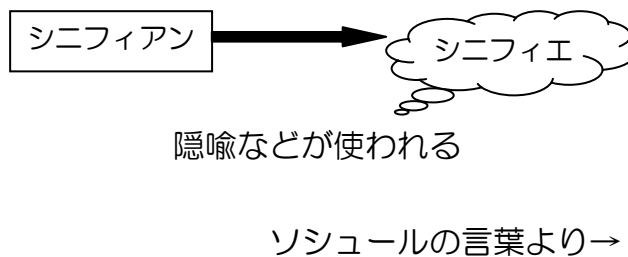 シニフィアン
シニフィエ
隠喩などが使われる
ソシュールの言葉より→